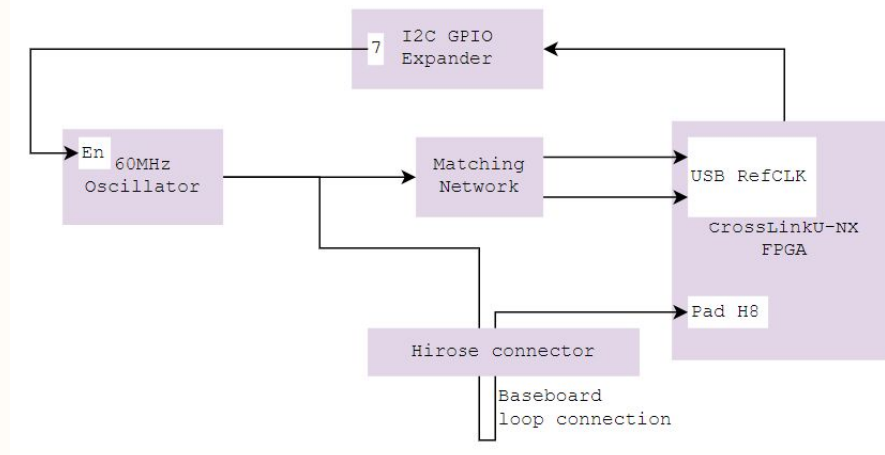 7
I2C GPIO
Expander
En
60MHz
Oscillator
Matching
Network
USB RefCLK
CrossLinkU-NX
FPGA
Pad H8
Hirose connector
Baseboard
loop connection